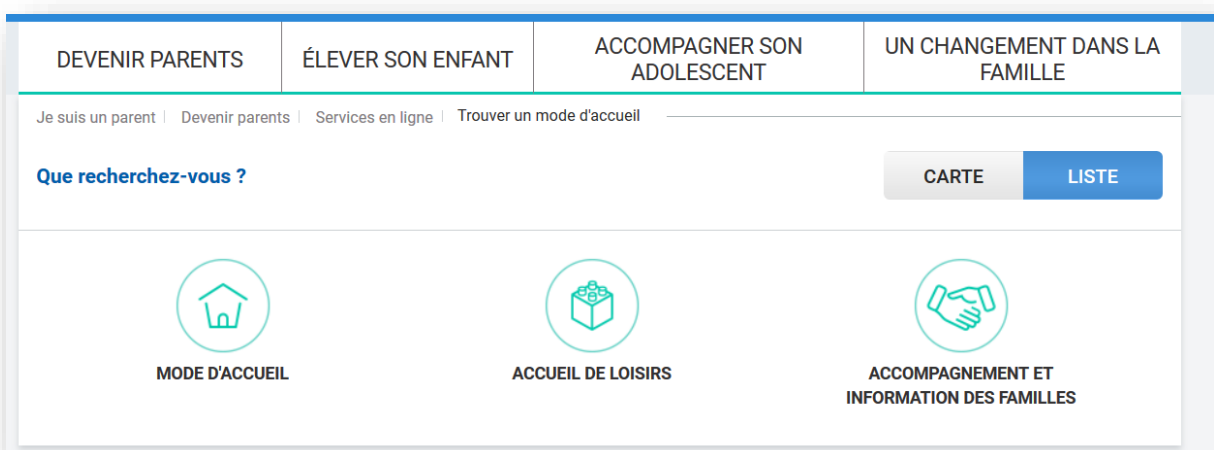 DEVENIR PARENTS
ÉLEVER SON ENFANT
ACCOMPAGNER SON
ADOLESCENT
UN CHANGEMENT DANS LA
FAMILLE
Je suis un parent | Devenir parents | Services en ligne | Trouver un mode d'accueil
Que recherchez-vous ?
CARTE
LISTE
MODE D'ACCUEIL
ACCUEIL DE LOISIRS
ACCOMPAGNEMENT ET
INFORMATION DES FAMILLES